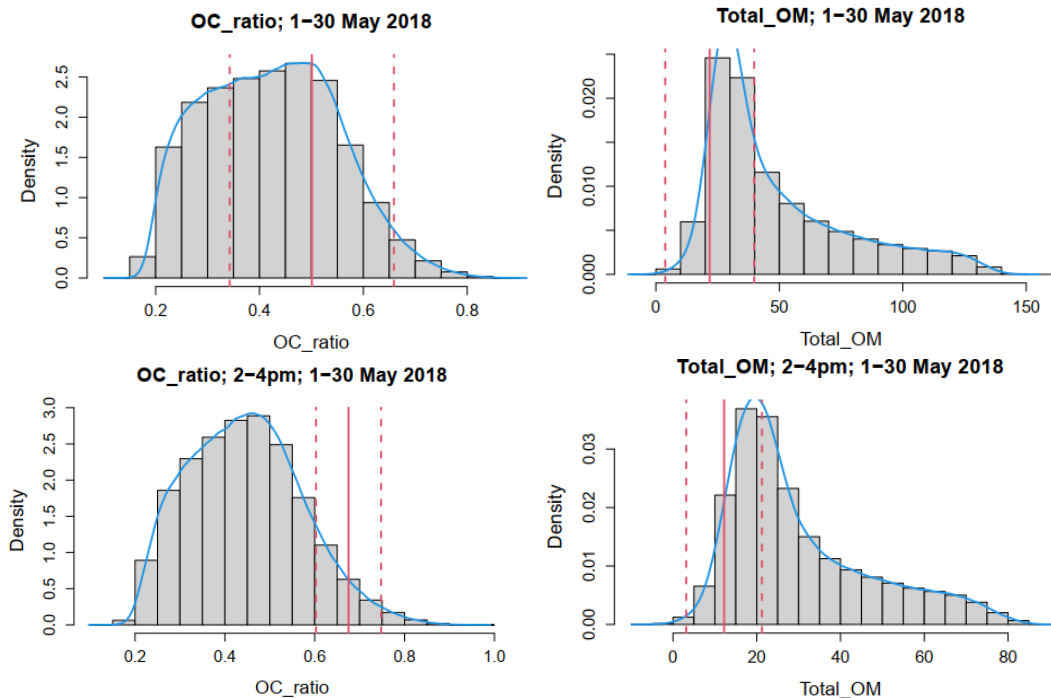 OC_ratio; 1−30 May 2018
Density
0.0 0.5 1.0 1.5 2.0 2.5
0.2 0.4 0.6 0.8
OC_ratio
Total_OM; 1−30 May 2018
Density
0.000 0.010 0.020
0 50 100 150
Total_OM
OC_ratio; 2−4pm; 1−30 May 2018
Density
0.0 0.5 1.0 1.5 2.0 2.5 3.0
0.2 0.4 0.6 0.8 1.0
OC_ratio
Total_OM; 2−4pm; 1−30 May 2018
Density
0.00 0.01 0.03
0 20 40 60 80
Total_OM